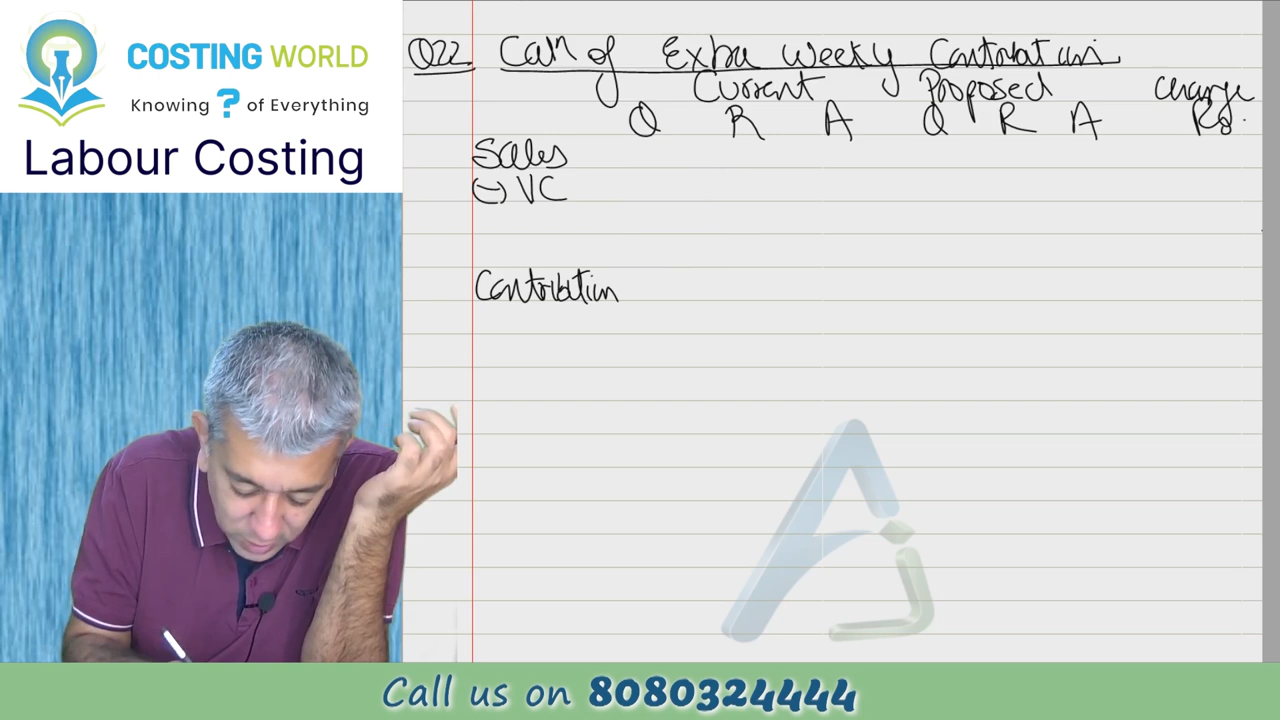 COSTING WORLD
Knowing ? of Everything
Labour Costing
Q22 Caln of Extra Weekly Contribution
Current Proposed Change
Q R A Q R A Rs.
Sales
(-) VC
Contribution
Call us on 8080324444